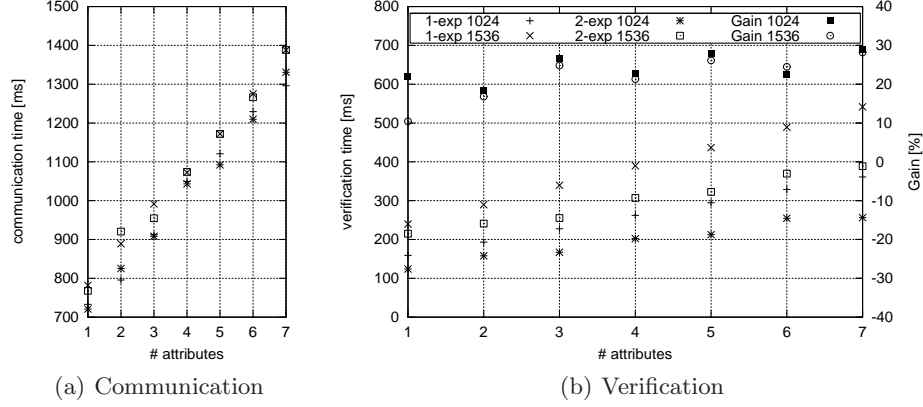 1500
1400
1300
1200
1100
1000
900
800
700
communication time [ms]
1 2 3 4 5 6 7
# attributes
(a) Communication
800
700
600
500
400
300
200
100
0
verification time [ms]
1-exp 1024 2-exp 1024 Gain 1024
1-exp 1536 2-exp 1536 Gain 1536
40
30
20
10
0
-10
-20
-30
-40
Gain [%]
1 2 3 4 5 6 7
# attributes
(b) Verification